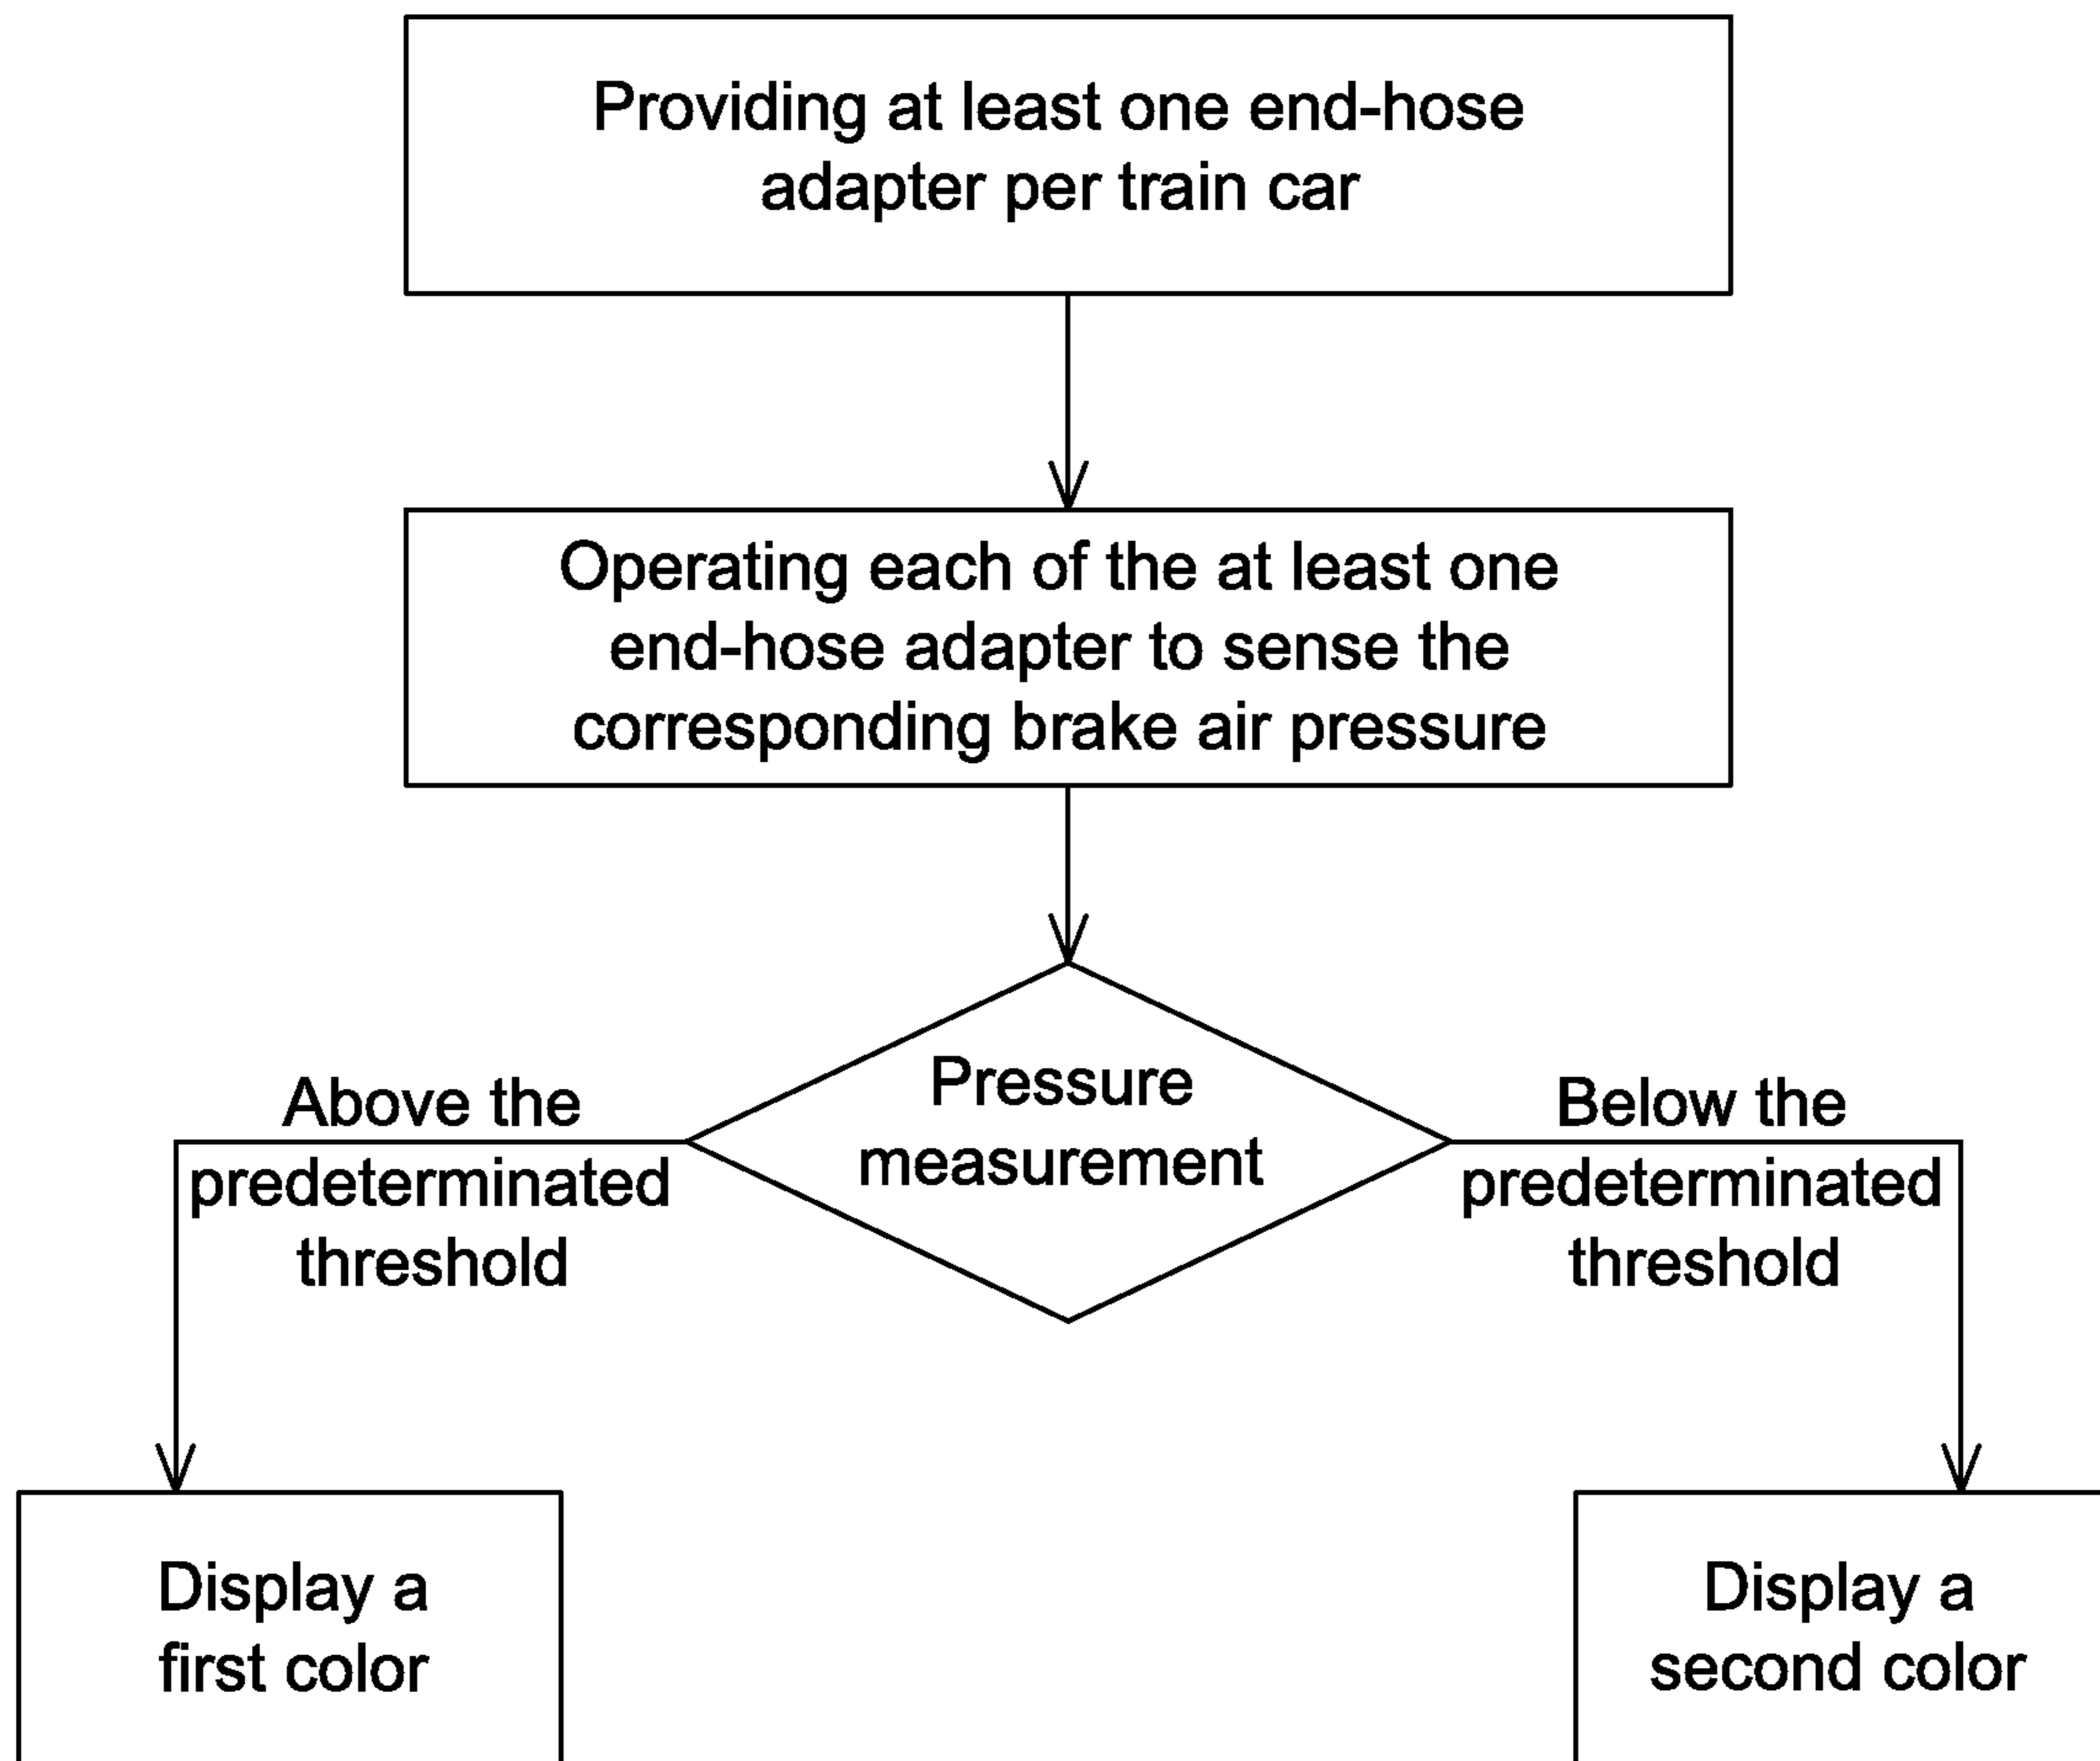 Providing at least one end-hose
adapter per train car
Operating each of the at least one
end-hose adapter to sense the
corresponding brake air pressure
Pressure
measurement
Above the
predeterminated
threshold
Below the
predeterminated
threshold
Display a
first color
Display a
second color